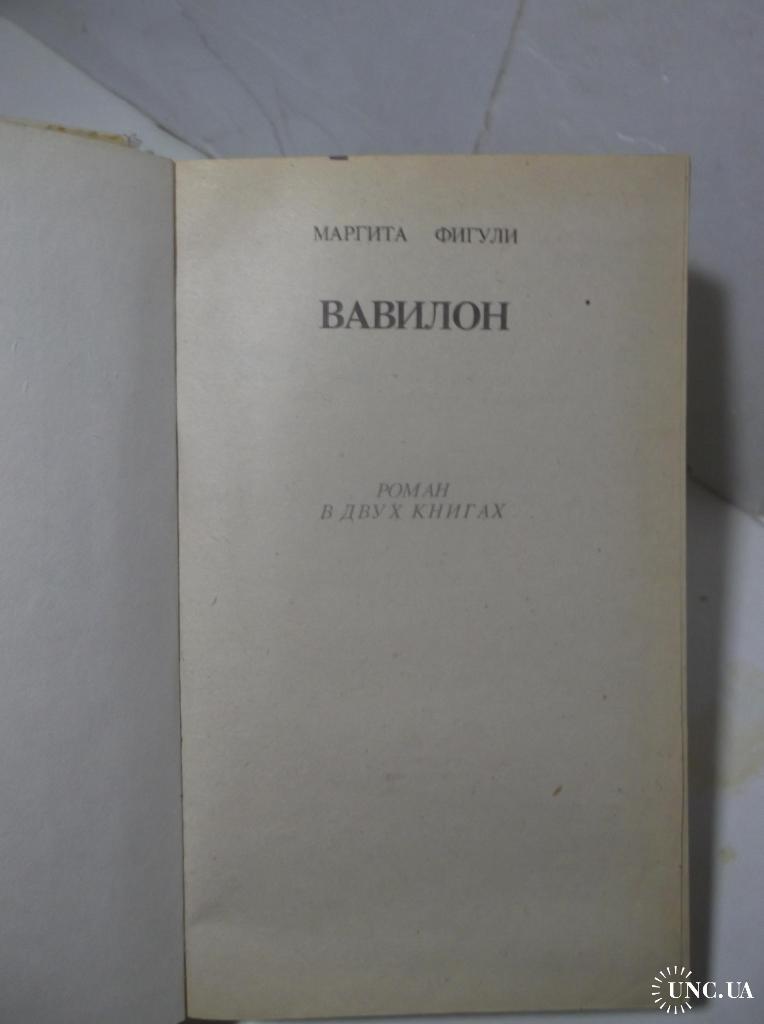 МАРГИТА ФИГУЛИ
ВАВИЛОН
РОМАН
В ДВУХ КНИГАХ
UNC.UA